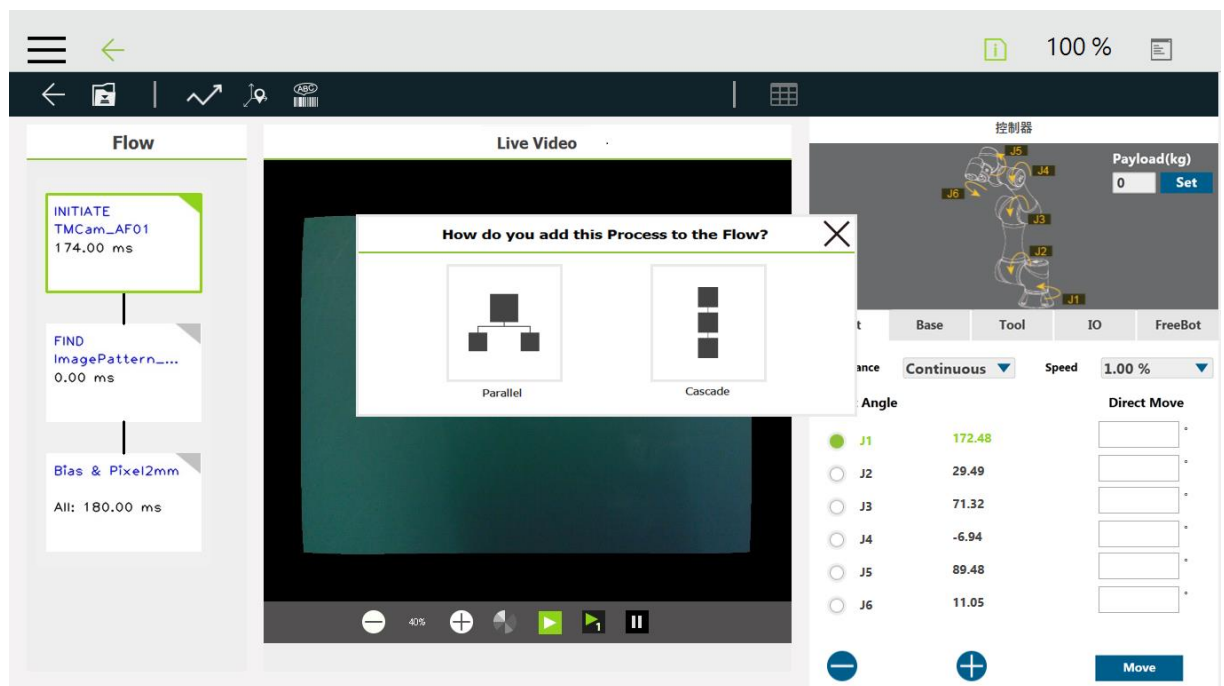 100 %
ABC
Flow
Live Video
控制器
INITIATE
TMCam_AF01
174.00 ms
FIND
ImagePattern_...
0.00 ms
Bias & Pixel2mm
All: 180.00 ms
How do you add this Process to the Flow?
Parallel
Cascade
40%
1
J5
J4
J6
J3
J2
J1
Payload(kg)
0
Set
t
Base
Tool
IO
FreeBot
ance
Continuous
Speed
1.00 %
Angle
Direct Move
J1
172.48
°
J2
29.49
°
J3
71.32
°
J4
-6.94
°
J5
89.48
°
J6
11.05
°
Move